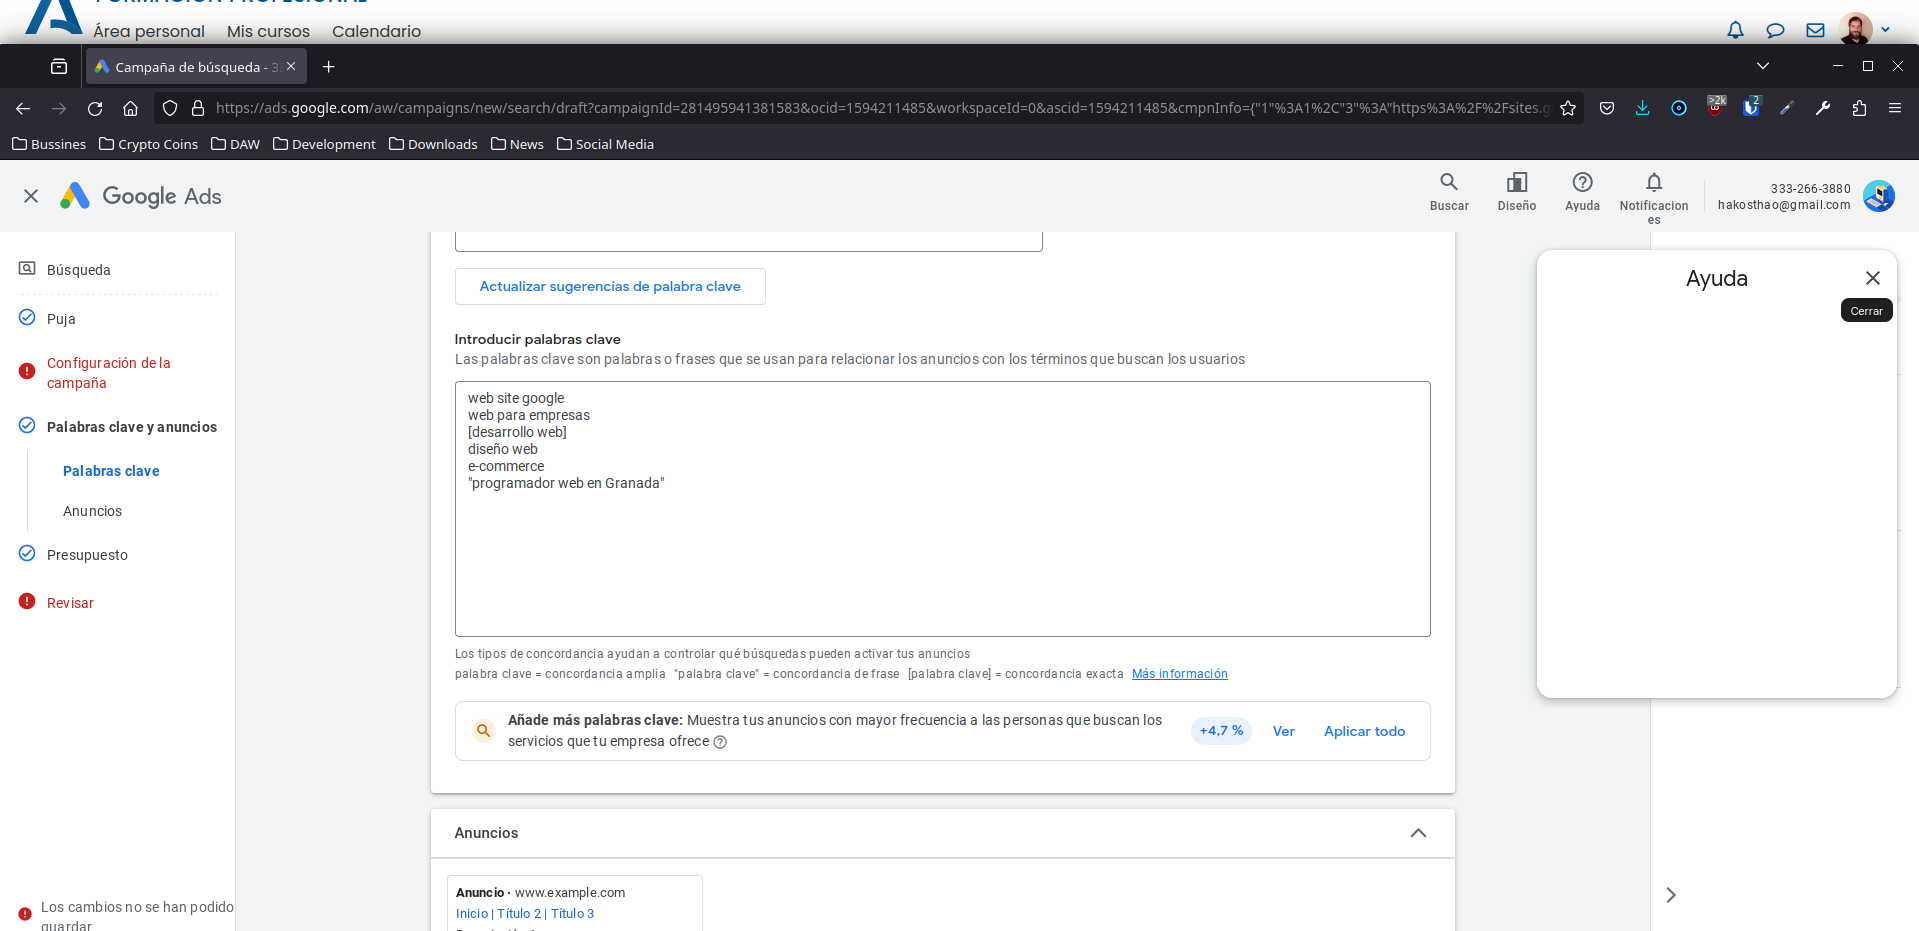 FORMACIÓN PROFESIONAL
Área personal Mis cursos Calendario
Campaña de búsqueda - 3
https://ads.google.com/aw/campaigns/new/search/draft?campaignId=281495941381583&ocid=1594211485&workspaceId=0&ascid=1594211485&cmpnInfo={"1"%3A1%2C"3"%3A"https%3A%2F%2Fsites.g
>2k
2
Bussines Crypto Coins DAW Development Downloads News Social Media
Google Ads
Buscar
Diseño
Ayuda
Notificacion
es
333-266-3880
hakosthao@gmail.com
Búsqueda
Puja
Configuración de la
campaña
Palabras clave y anuncios
Palabras clave
Anuncios
Presupuesto
Revisar
Los cambios no se han podido
guardar
Actualizar sugerencias de palabra clave
Introducir palabras clave
Las palabras clave son palabras o frases que se usan para relacionar los anuncios con los términos que buscan los usuarios
web site google
web para empresas
[desarrollo web]
diseño web
e-commerce
"programador web en Granada"
Los tipos de concordancia ayudan a controlar qué búsquedas pueden activar tus anuncios
palabra clave = concordancia amplia "palabra clave" = concordancia de frase [palabra clave] = concordancia exacta Más información
Añade más palabras clave: Muestra tus anuncios con mayor frecuencia a las personas que buscan los
servicios que tu empresa ofrece
+4,7 %
Ver
Aplicar todo
Anuncios
Anuncio · www.example.com
Inicio | Título 2 | Título 3
Ayuda
Cerrar